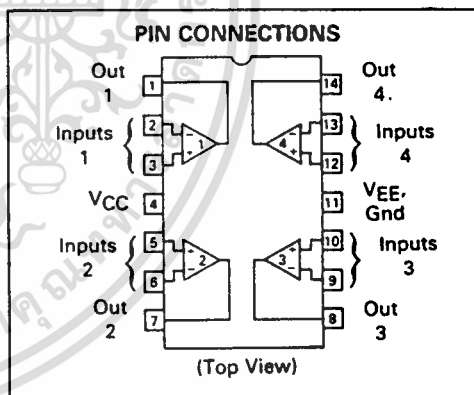 PIN CONNECTIONS
Out 1
1
14
Out 4.
Inputs 1
2
3
- + 1
4 - +
13
12
Inputs 4
VCC
4
11
VEE, Gnd
Inputs 2
5
6
+ - 2
3 + -
10
9
Inputs 3
Out 2
7
8
Out 3
(Top View)